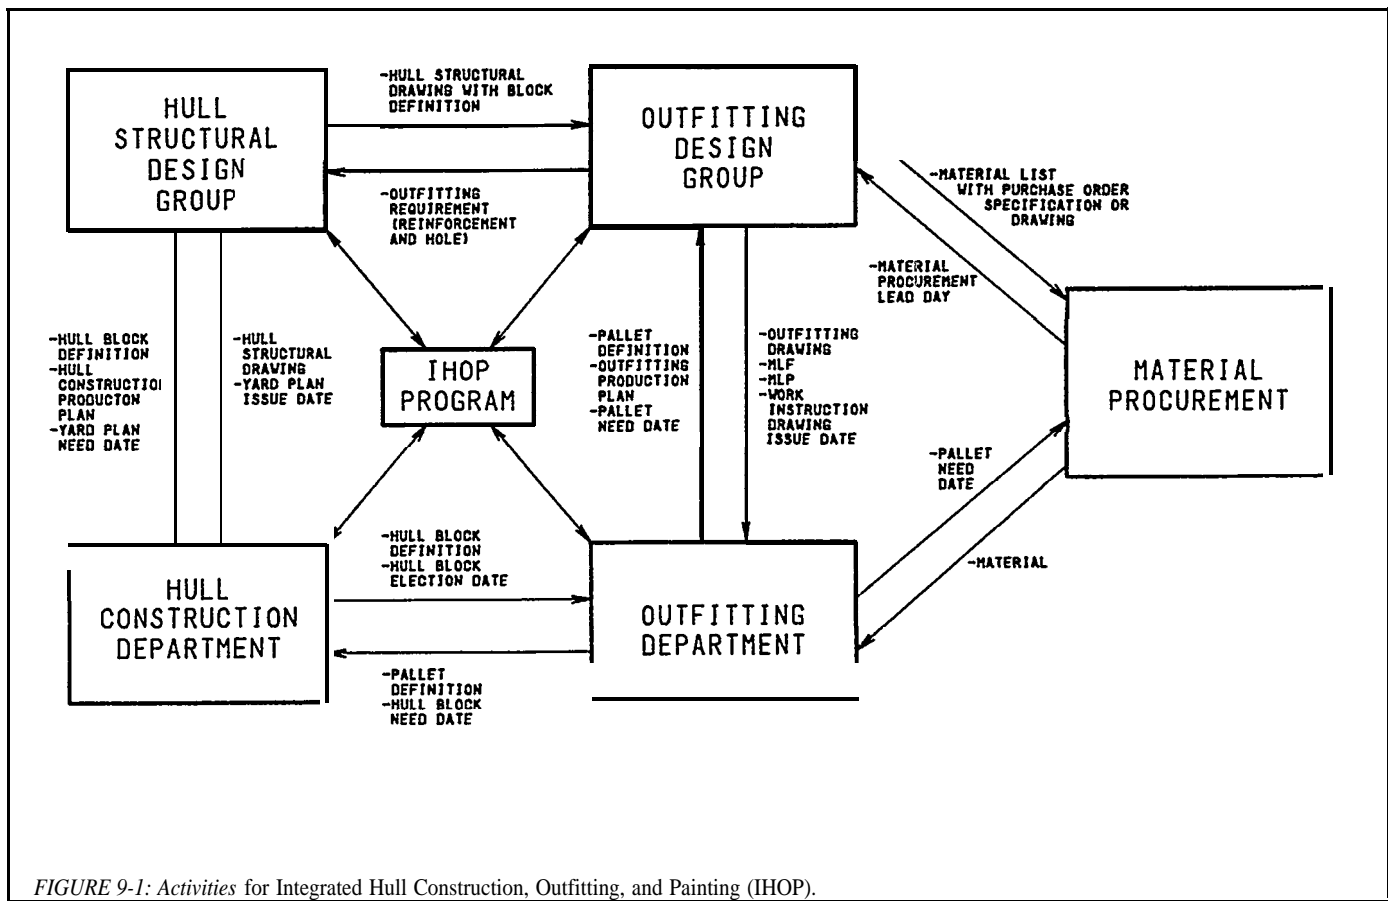 HULL
STRUCTURAL
DESIGN
GROUP
-HULL STRUCTURAL
DRAWING WITH BLOCK
DEFINITION
-OUTFITTING
REQUIREMENT
(REINFORCEMENT
AND HOLE)
OUTFITTING
DESIGN
GROUP
-MATERIAL LIST
WITH PURCHASE ORDER
SPECIFICATION OR
DRAWING
-MATERIAL
PROCUREMENT
LEAD DAY
-HULL BLOCK
DEFINITION
-HULL
CONSTRUCTIO
PRODUCTON
PLAN
-YARD PLAN
NEED DATE
-HULL
STRUCTURAL
DRAWING
-YARD PLAN
ISSUE DATE
IHOP
PROGRAM
-PALLET
DEFINITION
-OUTFITTING
PRODUCTION
PLAN
-PALLET
NEED DATE
-OUTFITTING
DRAWING
-MLF
-MLP
-WORK
INSTRUCTION
DRAWING
ISSUE DATE
MATERIAL
PROCUREMENT
-PALLET
NEED
DATE
-MATERIAL
HULL
CONSTRUCTION
DEPARTMENT
-HULL BLOCK
DEFINITION
-HULL BLOCK
ELECTION DATE
-PALLET
DEFINITION
-HULL BLOCK
NEED DATE
OUTFITTING
DEPARTMENT
FIGURE 9-1: Activities for Integrated Hull Construction, Outfitting, and Painting (IHOP).